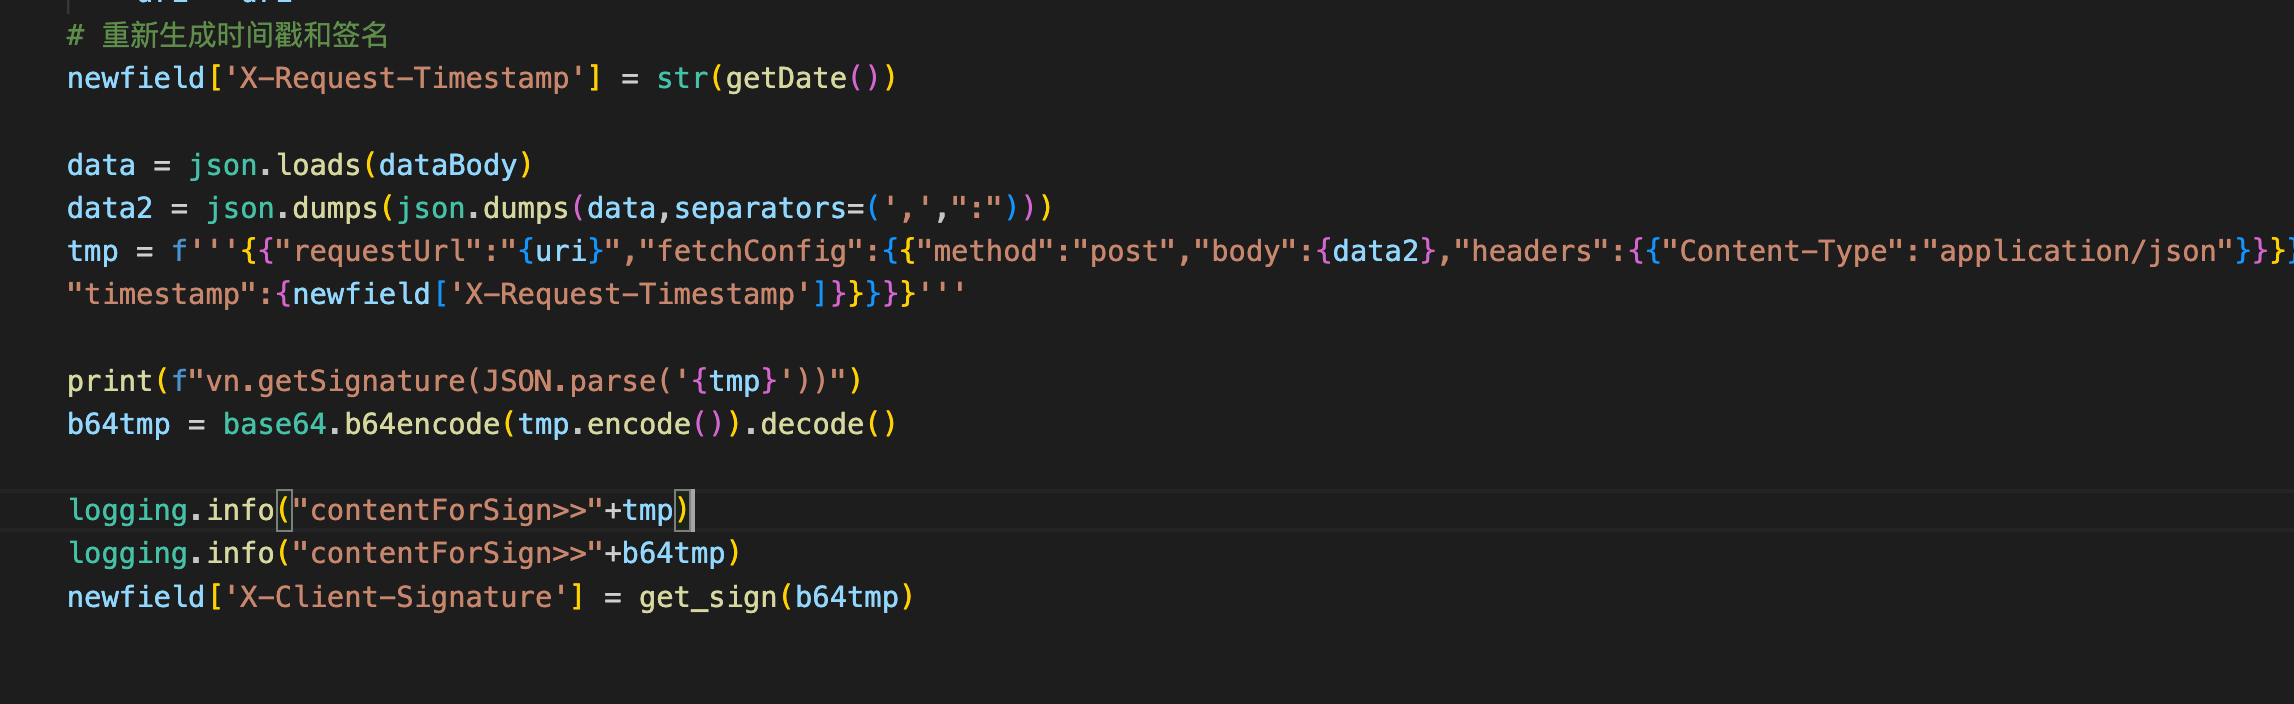 # 重新生成时间戳和签名
newfield['X-Request-Timestamp'] = str(getDate())
data = json.loads(dataBody)
data2 = json.dumps(json.dumps(data,separators=(',',":")))
tmp = f'''{{"requestUrl":"{uri}","fetchConfig":{{"method":"post","body":{data2},"headers":{{"Content-Type":"application/json"}}}}
"timestamp":{newfield['X-Request-Timestamp']}}}}}'''
print(f"vn.getSignature(JSON.parse('{tmp}'))")
b64tmp = base64.b64encode(tmp.encode()).decode()
logging.info("contentForSign>>"+tmp)
logging.info("contentForSign>>"+b64tmp)
newfield['X-Client-Signature'] = get_sign(b64tmp)